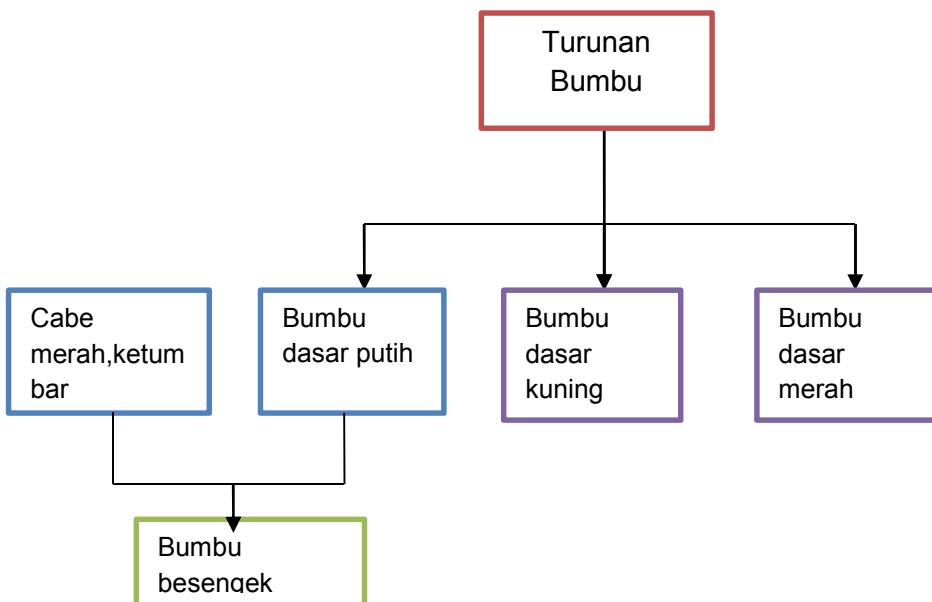 Turunan
Bumbu
Cabe
merah,ketum
bar
Bumbu
dasar putih
Bumbu
dasar
kuning
Bumbu
dasar
merah
Bumbu
besengek